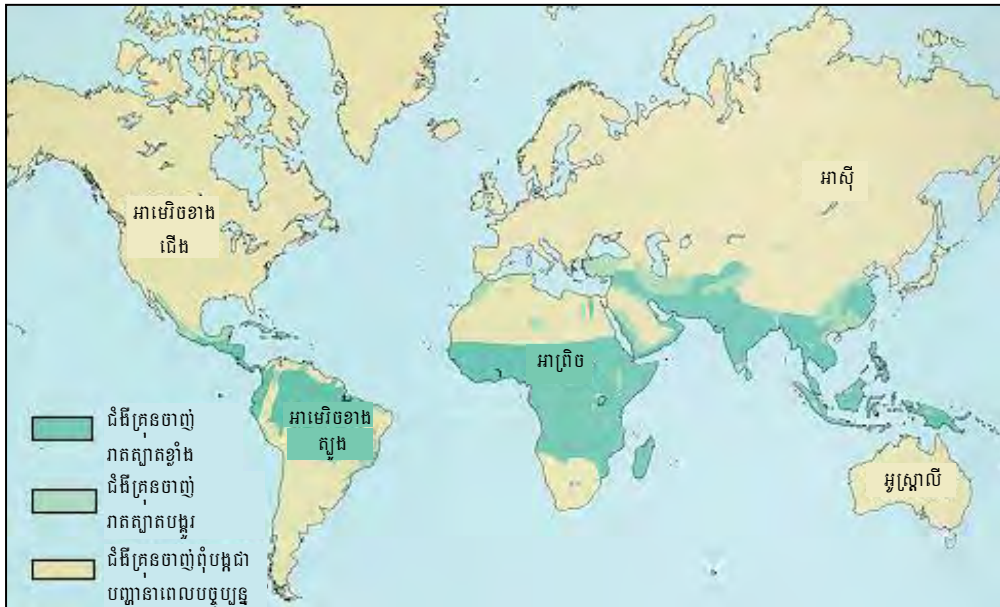 អាមេរិចខាង
ជើង
អាស៊ី
អាព្រិច
អាមេរិចខាង
ត្បូង
អូស្ត្រាលី
ជំងឺគ្រុនចាញ់
រាតត្បាតខ្លាំង
ជំងឺគ្រុនចាញ់
រាតត្បាតបង្គួរ
ជំងឺគ្រុនចាញ់ពុំបង្កជា
បញ្ហានាពេលបច្ចុប្បន្ន